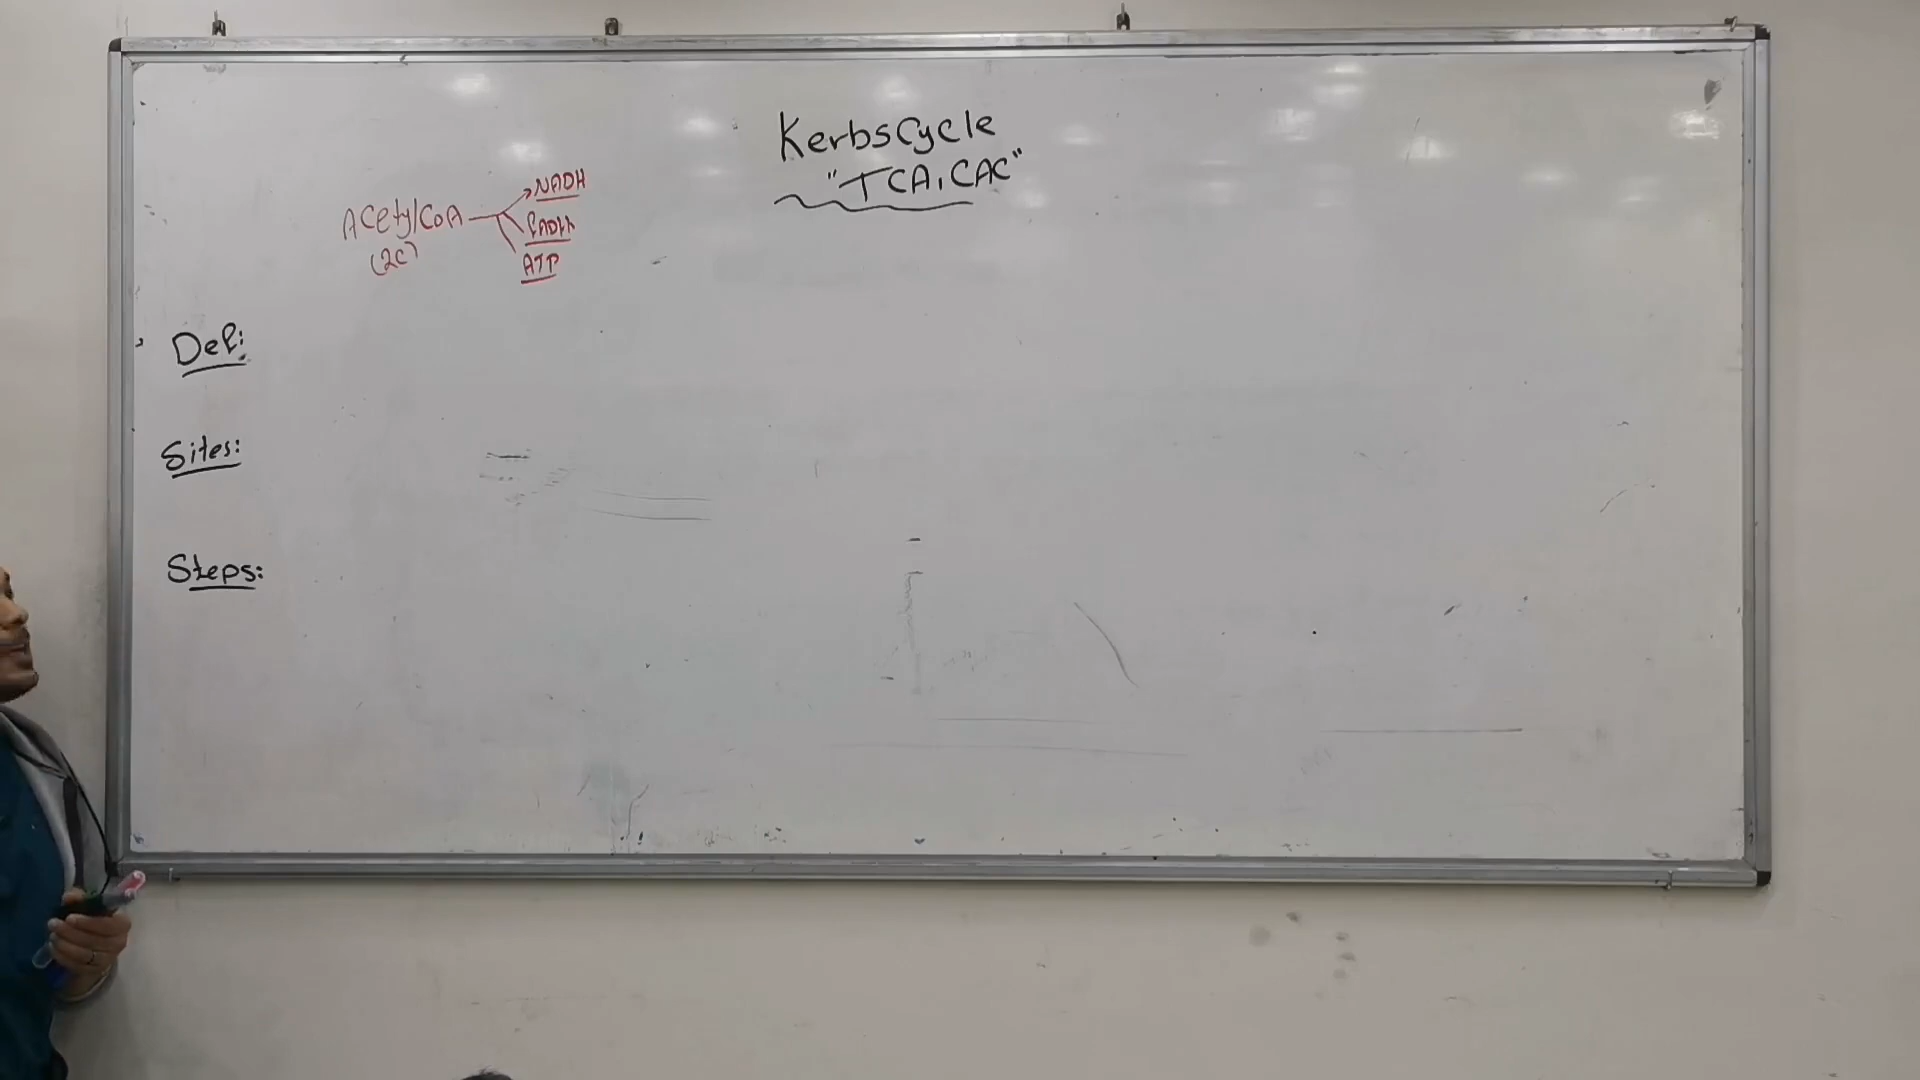 KerbsCycle
"TCA, CAC"
Acetyl CoA → NADH
(2C)
FADH₂
ATP
Def:
Sites:
Steps: